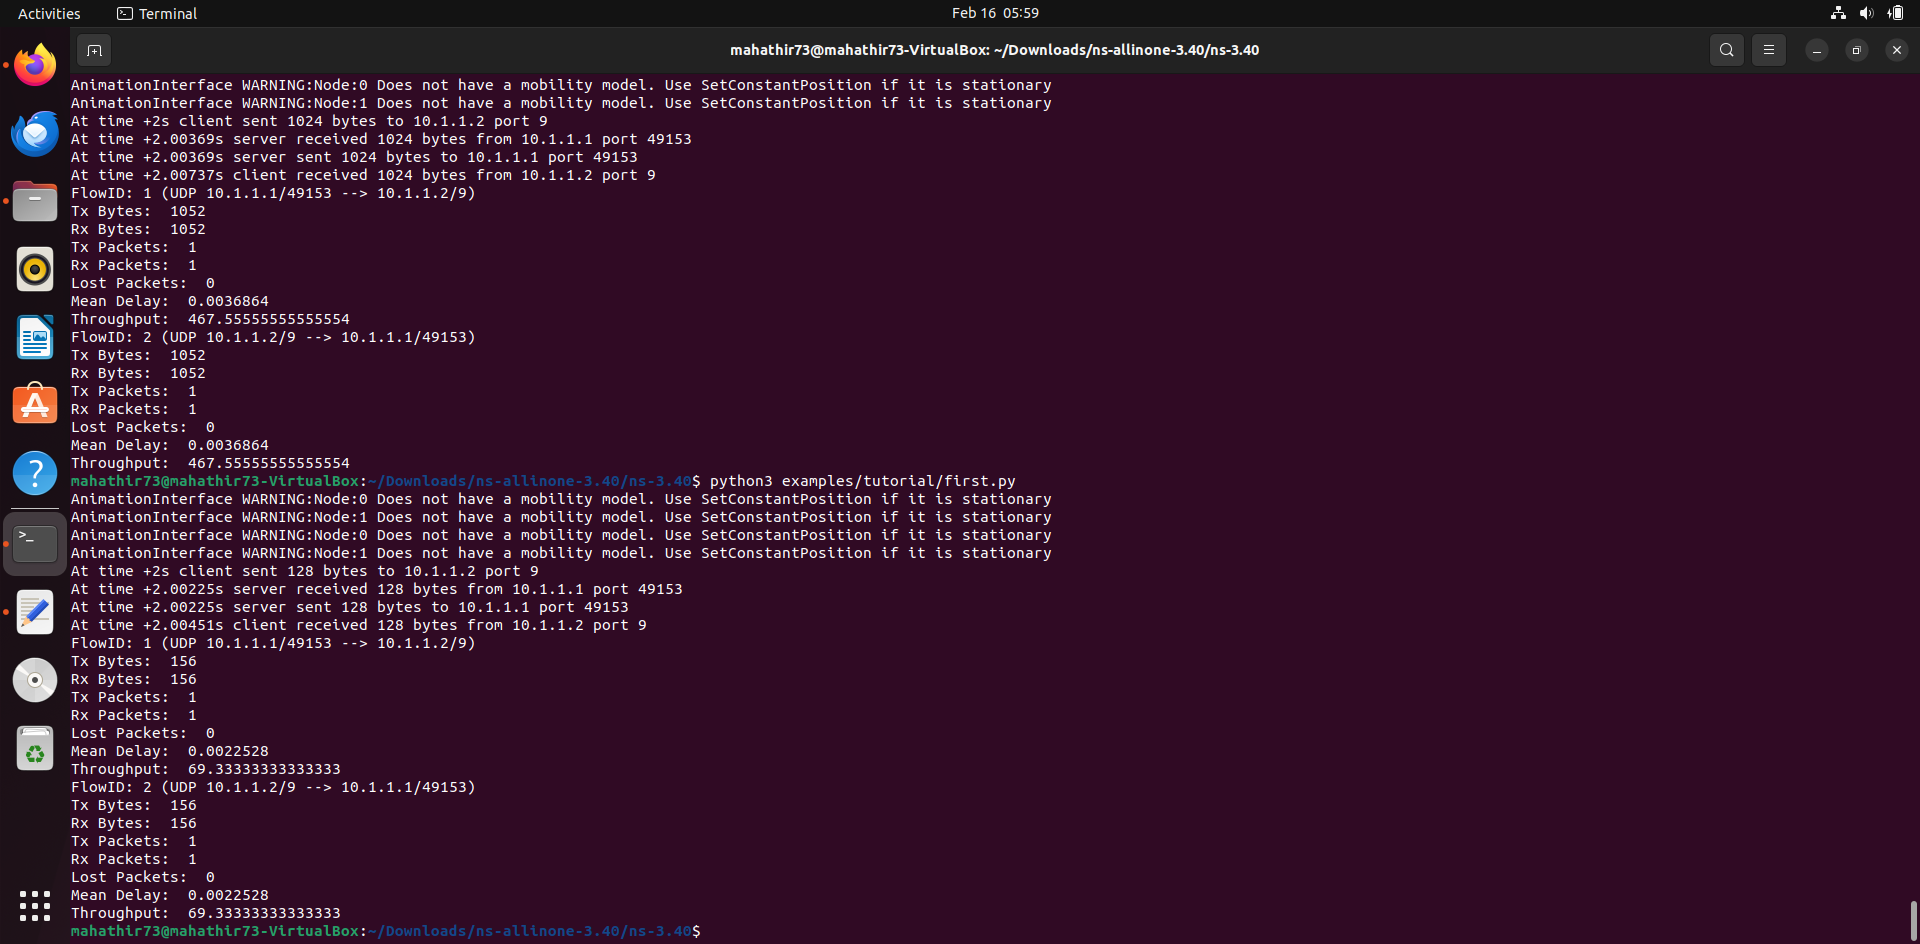 Activities
Terminal
Feb 16 05:59
mahathir73@mahathir73-VirtualBox: ~/Downloads/ns-allinone-3.40/ns-3.40
AnimationInterface WARNING:Node:0 Does not have a mobility model. Use SetConstantPosition if it is stationary
AnimationInterface WARNING:Node:1 Does not have a mobility model. Use SetConstantPosition if it is stationary
At time +2s client sent 1024 bytes to 10.1.1.2 port 9
At time +2.00369s server received 1024 bytes from 10.1.1.1 port 49153
At time +2.00369s server sent 1024 bytes to 10.1.1.1 port 49153
At time +2.00737s client received 1024 bytes from 10.1.1.2 port 9
FlowID: 1 (UDP 10.1.1.1/49153 --> 10.1.1.2/9)
Tx Bytes:  1052
Rx Bytes:  1052
Tx Packets:  1
Rx Packets:  1
Lost Packets:  0
Mean Delay:  0.0036864
Throughput:  467.55555555555554
FlowID: 2 (UDP 10.1.1.2/9 --> 10.1.1.1/49153)
Tx Bytes:  1052
Rx Bytes:  1052
Tx Packets:  1
Rx Packets:  1
Lost Packets:  0
Mean Delay:  0.0036864
Throughput:  467.55555555555554
mahathir73@mahathir73-VirtualBox:~/Downloads/ns-allinone-3.40/ns-3.40$ python3 examples/tutorial/first.py
AnimationInterface WARNING:Node:0 Does not have a mobility model. Use SetConstantPosition if it is stationary
AnimationInterface WARNING:Node:1 Does not have a mobility model. Use SetConstantPosition if it is stationary
AnimationInterface WARNING:Node:0 Does not have a mobility model. Use SetConstantPosition if it is stationary
AnimationInterface WARNING:Node:1 Does not have a mobility model. Use SetConstantPosition if it is stationary
At time +2s client sent 128 bytes to 10.1.1.2 port 9
At time +2.00225s server received 128 bytes from 10.1.1.1 port 49153
At time +2.00225s server sent 128 bytes to 10.1.1.1 port 49153
At time +2.00451s client received 128 bytes from 10.1.1.2 port 9
FlowID: 1 (UDP 10.1.1.1/49153 --> 10.1.1.2/9)
Tx Bytes:  156
Rx Bytes:  156
Tx Packets:  1
Rx Packets:  1
Lost Packets:  0
Mean Delay:  0.0022528
Throughput:  69.33333333333333
FlowID: 2 (UDP 10.1.1.2/9 --> 10.1.1.1/49153)
Tx Bytes:  156
Rx Bytes:  156
Tx Packets:  1
Rx Packets:  1
Lost Packets:  0
Mean Delay:  0.0022528
Throughput:  69.33333333333333
mahathir73@mahathir73-VirtualBox:~/Downloads/ns-allinone-3.40/ns-3.40$